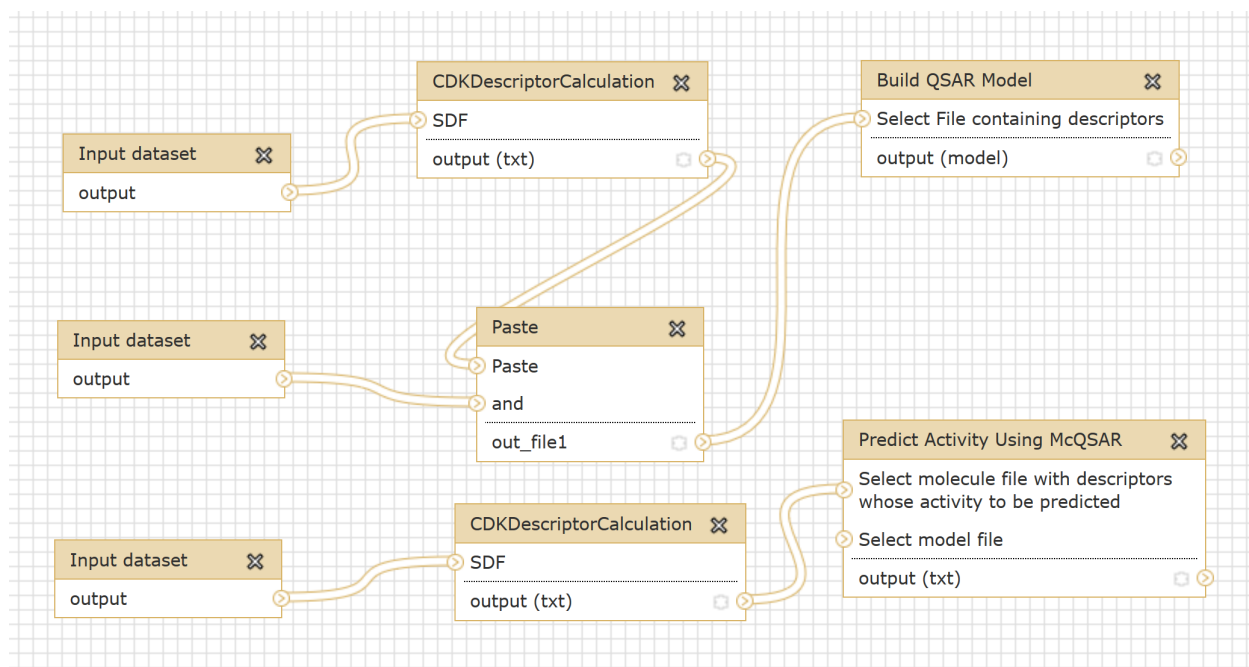 Input dataset
output
CDKDescriptorCalculation
SDF
output (txt)
Build QSAR Model
Select File containing descriptors
output (model)
Input dataset
output
Paste
Paste
and
out_file1
Input dataset
output
CDKDescriptorCalculation
SDF
output (txt)
Predict Activity Using McQSAR
Select molecule file with descriptors
whose activity to be predicted
Select model file
output (txt)